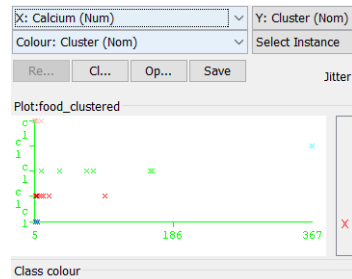 X: Calcium (Num) Y: Cluster (Nom)
Colour: Cluster (Nom) Select Instance
Re... Cl... Op... Save Jitter
Plot:food_clustered
c
l
c
l
c
l
c
l
c
l
5 186 367
Class colour